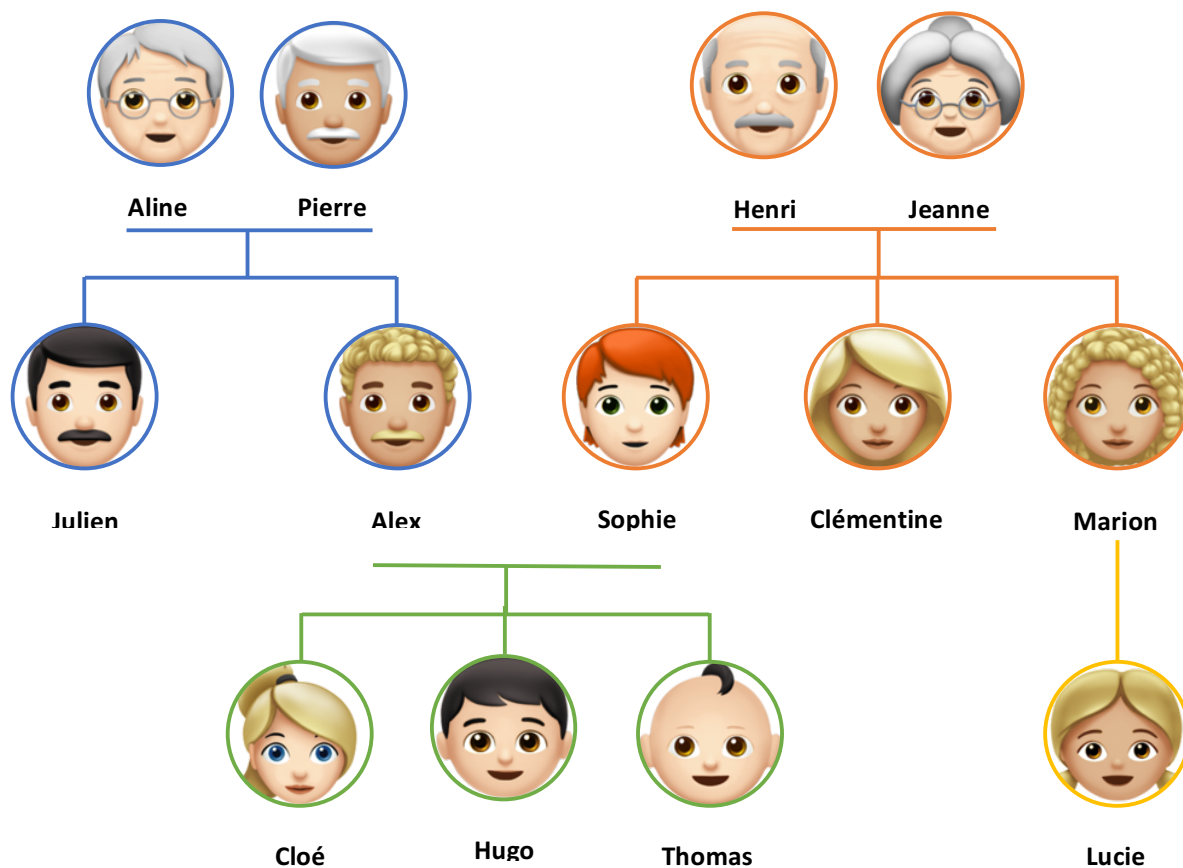 Aline Pierre Henri Jeanne
Julien Alex Sophie Clémentine Marion
Cloé Hugo Thomas Lucie